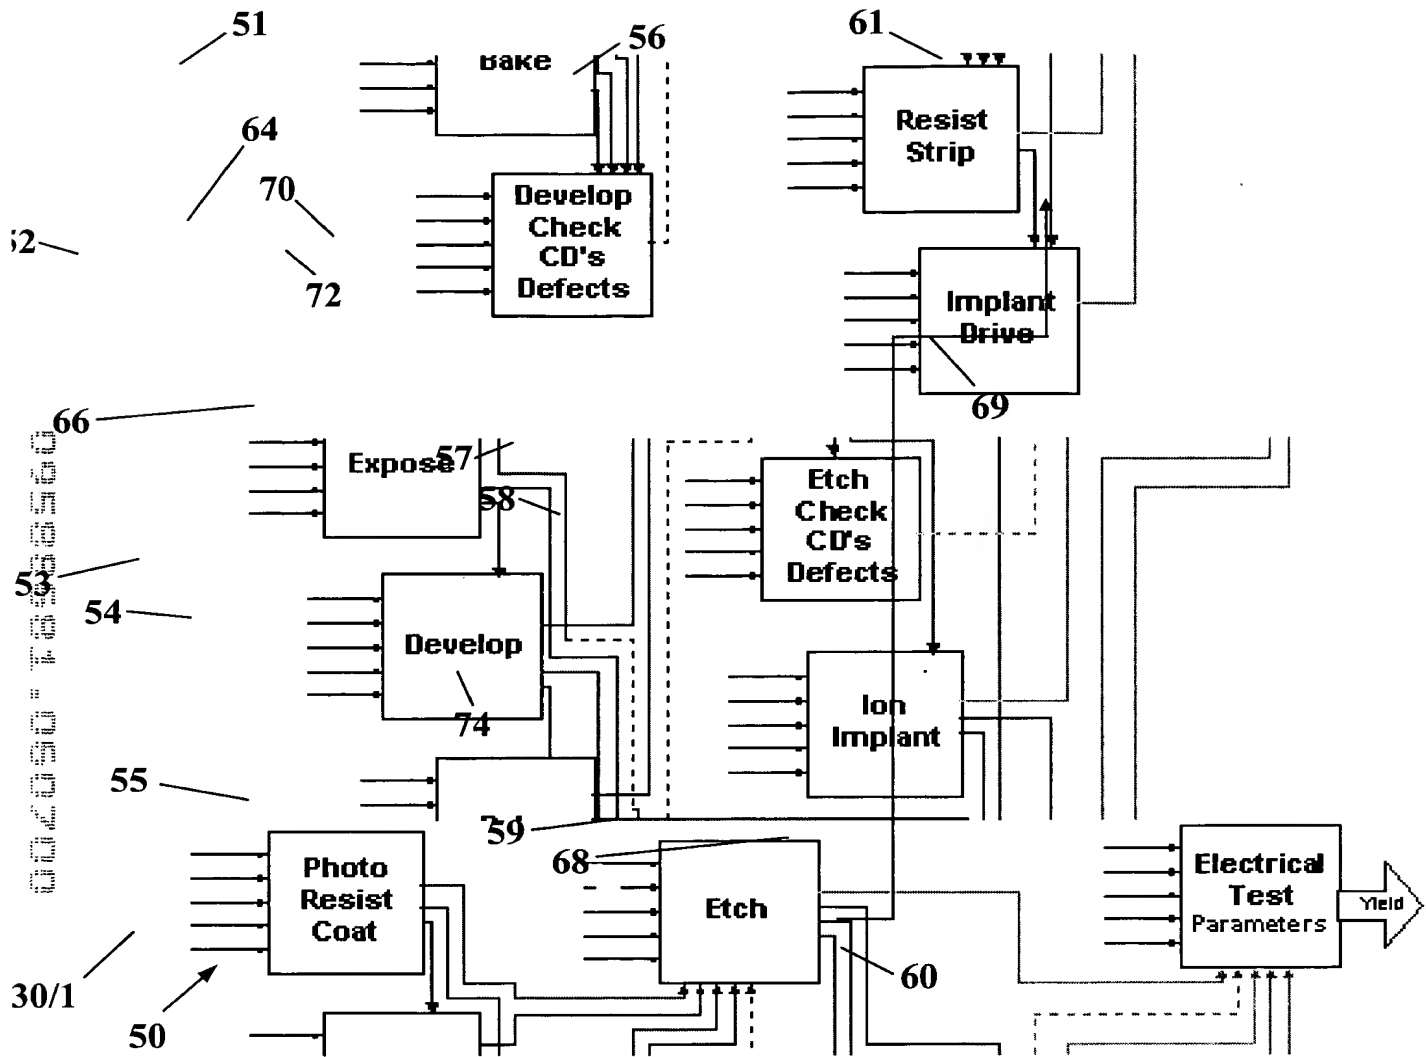 51
56
61
Bake
Resist
Strip
64
70
Develop
Check
CD's
Defects
52
72
Implant
Drive
69
66
57
Expose
58
Etch
Check
CD's
Defects
53
54
Develop
74
Ion
Implant
55
59
68
Photo
Resist
Coat
Etch
Electrical
Test
Parameters
Yield
60
30/1
50